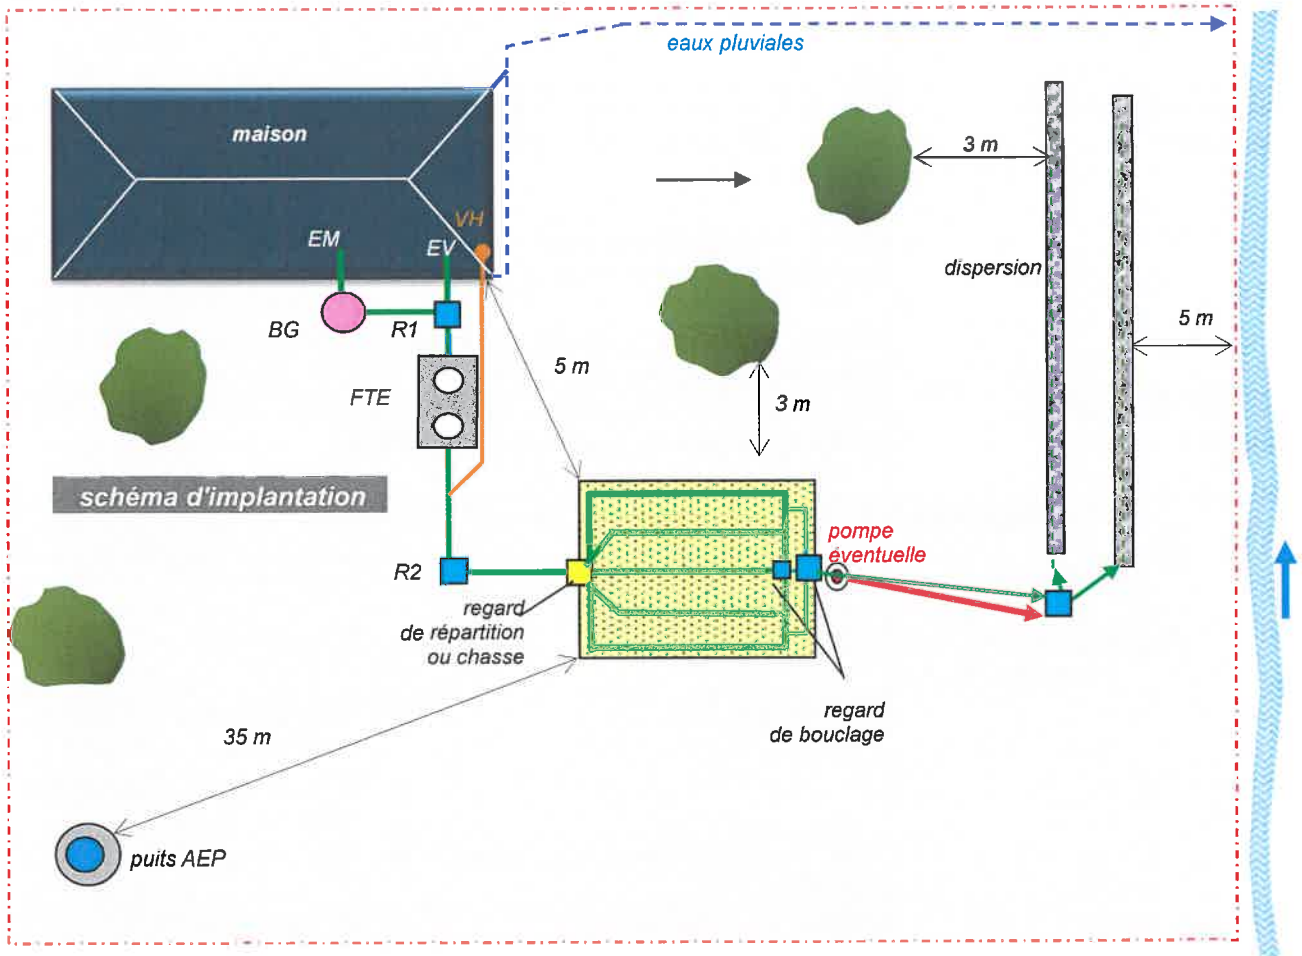 eaux pluviales
maison
3 m
VH
EM
EV
dispersion
BG
R1
5 m
5 m
FTE
3 m
schéma d'implantation
pompe
éventuelle
R2
regard
de répartition
ou chasse
regard
de bouclage
35 m
puits AEP